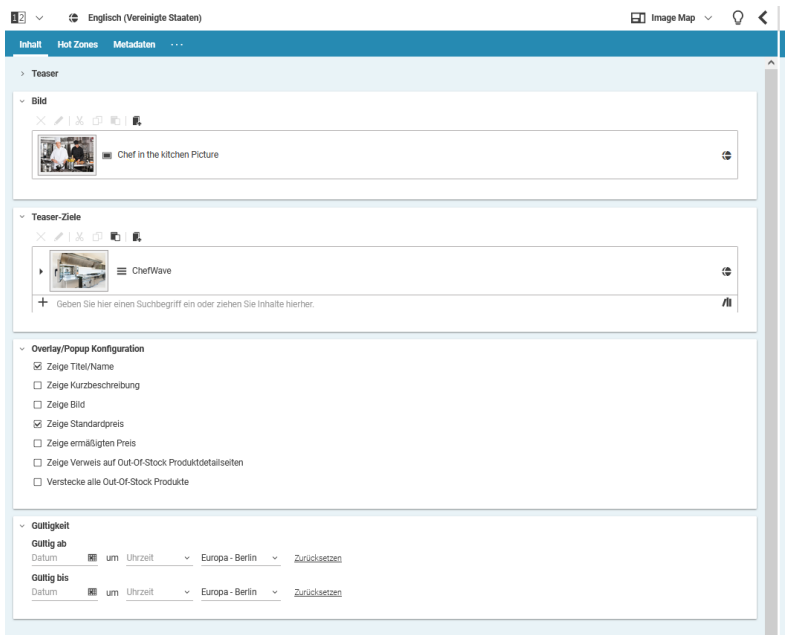 12 Englisch (Vereinigte Staaten) Image Map
Inhalt Hot Zones Metadaten ···
Teaser
Bild
Chef in the kitchen Picture
Teaser-Ziele
ChefWave
Geben Sie hier einen Suchbegriff ein oder ziehen Sie Inhalte hierher.
Overlay/Popup Konfiguration
Zeige Titel/Name
Zeige Kurzbeschreibung
Zeige Bild
Zeige Standardpreis
Zeige ermäßigten Preis
Zeige Verweis auf Out-Of-Stock Produktdetailseiten
Verstecke alle Out-Of-Stock Produkte
Gültigkeit
Gültig ab
Datum um Uhrzeit Europa - Berlin Zurücksetzen
Gültig bis
Datum um Uhrzeit Europa - Berlin Zurücksetzen